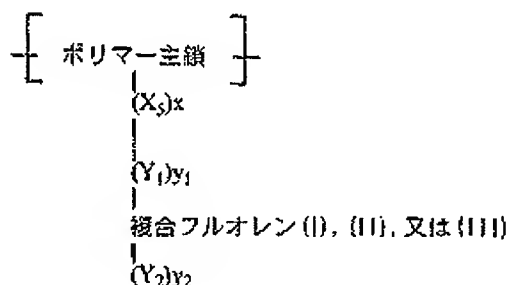 ポリマー主鎖
(X5)x
(Y1)y1
縮合フルオレン(I), (II), 又は(III)
(Y2)y2